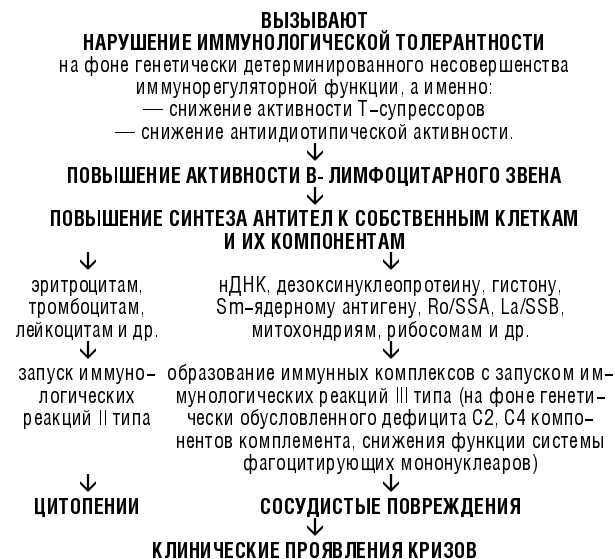 ВЫЗЫВАЮТ
НАРУШЕНИЕ ИММУНОЛОГИЧЕСКОЙ ТОЛЕРАНТНОСТИ
на фоне генетически детерминированного несовершенства
иммунорегуляторной функции, а именно:
— снижение активности Т-супрессоров
— снижение антиидиотипической активности.
ПОВЫШЕНИЕ АКТИВНОСТИ В- ЛИМФОЦИТАРНОГО ЗВЕНА
ПОВЫШЕНИЕ СИНТЕЗА АНТИТЕЛ К СОБСТВЕННЫМ КЛЕТКАМ
И ИХ КОМПОНЕНТАМ
эритроцитам,
тромбоцитам,
лейкоцитам и др.
нДНК, дезоксинуклеопротеину, гистону,
Sm-ядерному антигену, Ro/SSA, La/SSB,
митохондриям, рибосомам и др.
запуск иммуно-
логических
реакций II типа
образование иммунных комплексов с запуском им-
мунологических реакций III типа (на фоне генети-
чески обусловленного дефицита С2, С4 компо-
нентов комплемента, снижения функции системы
фагоцитирующих мононуклеаров)
ЦИТОПЕНИИ
СОСУДИСТЫЕ ПОВРЕЖДЕНИЯ
КЛИНИЧЕСКИЕ ПРОЯВЛЕНИЯ КРИЗОВ